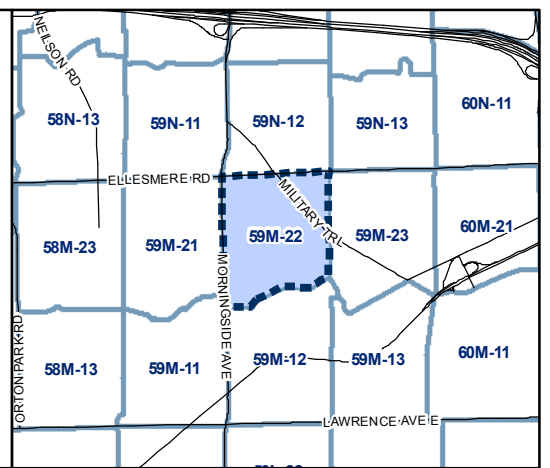 NEILSON RD
58N-13
59N-11
59N-12
59N-13
60N-11
ELLESMERE RD
MILITARY TRL
58M-23
59M-21
59M-22
59M-23
60M-21
MORNINGSIDE AVE
ORTON PARK RD
58M-13
59M-11
59M-12
59M-13
60M-11
LAWRENCE AVE E